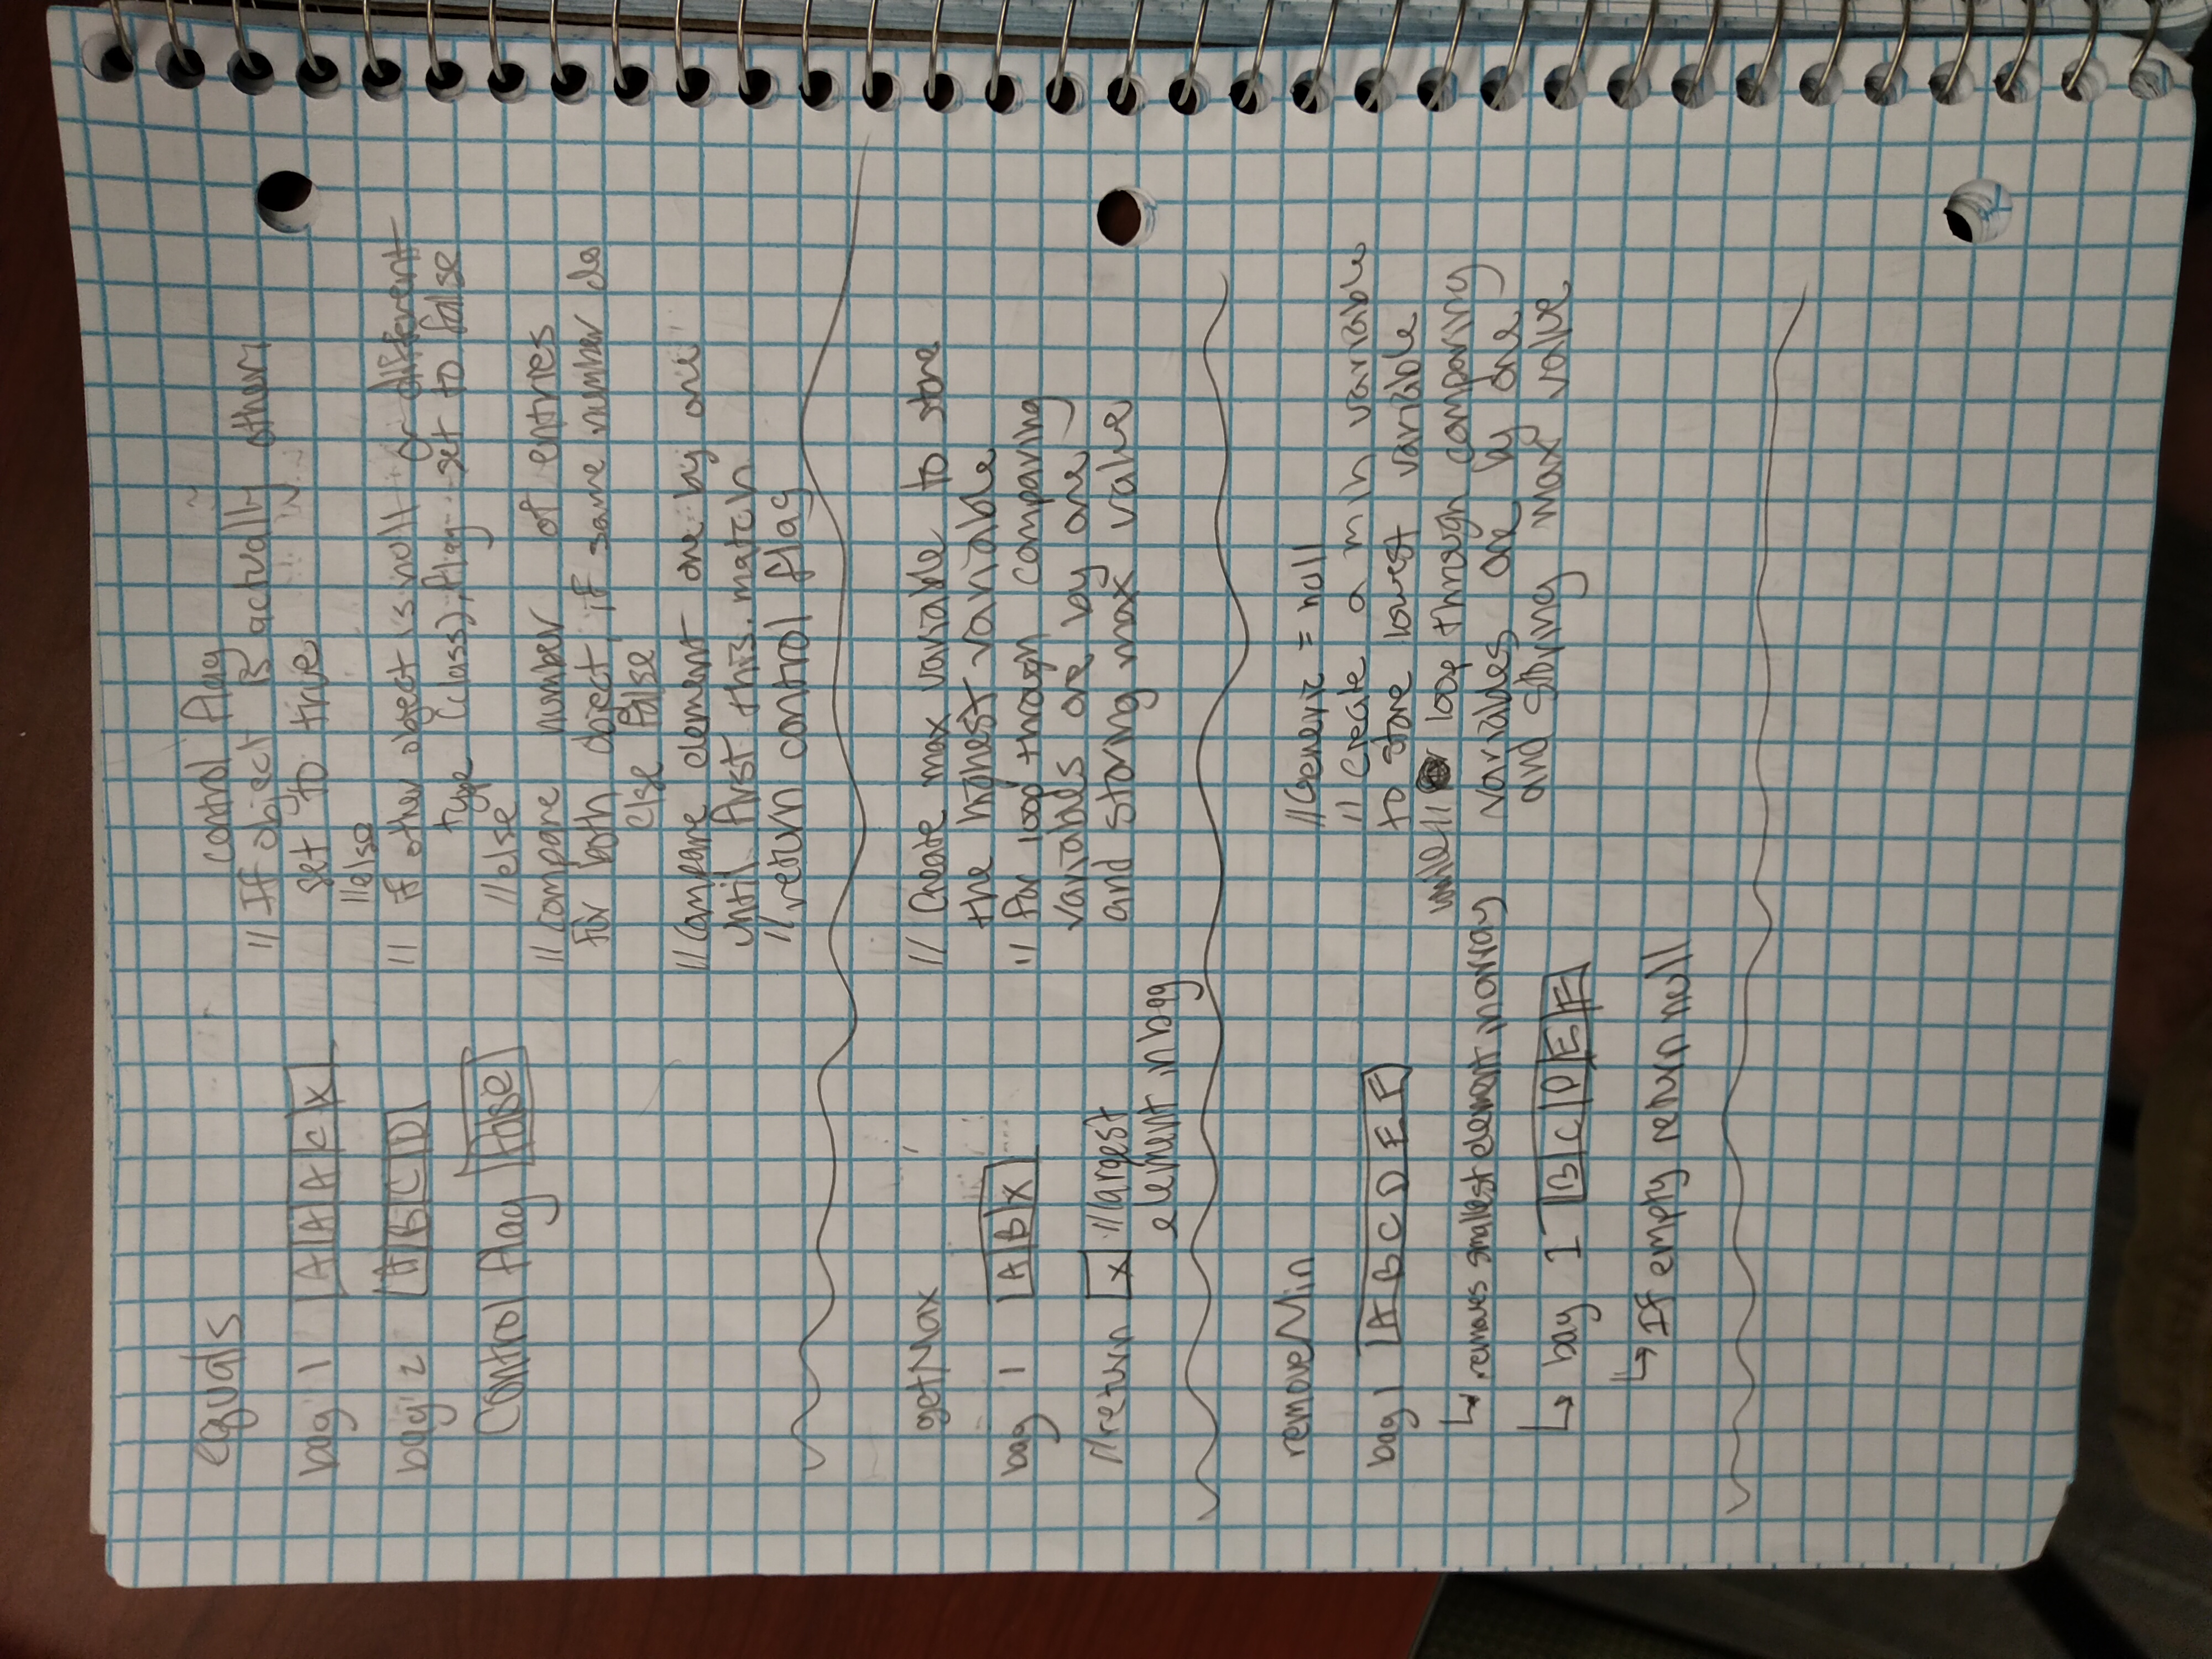 equals
bag 1 A A A C X
bag 2 A B C D
Control flag false
control flag
// If object is actually other,
set to true
//else
// if other object is null or different
type (class), flag set to false
//else
// compare number of entries
for both object, if same number do
else false
// compare element one by one
until first this. match
//return control flag
getMax
bag 1 A B X
//return X //largest
element in bag
// Create max variable to store
the highest variable
// for loop through comparing
variables one by one
and storing max value
removeMin
bag 1 A B C D E F
↳ removes smallest element in array
↳ bag 1 B C D E F
↳ If empty return null
//Generic = null
// create a min variable
to store lowest variable
while // loop through comparing
variables one by one
and storing max value